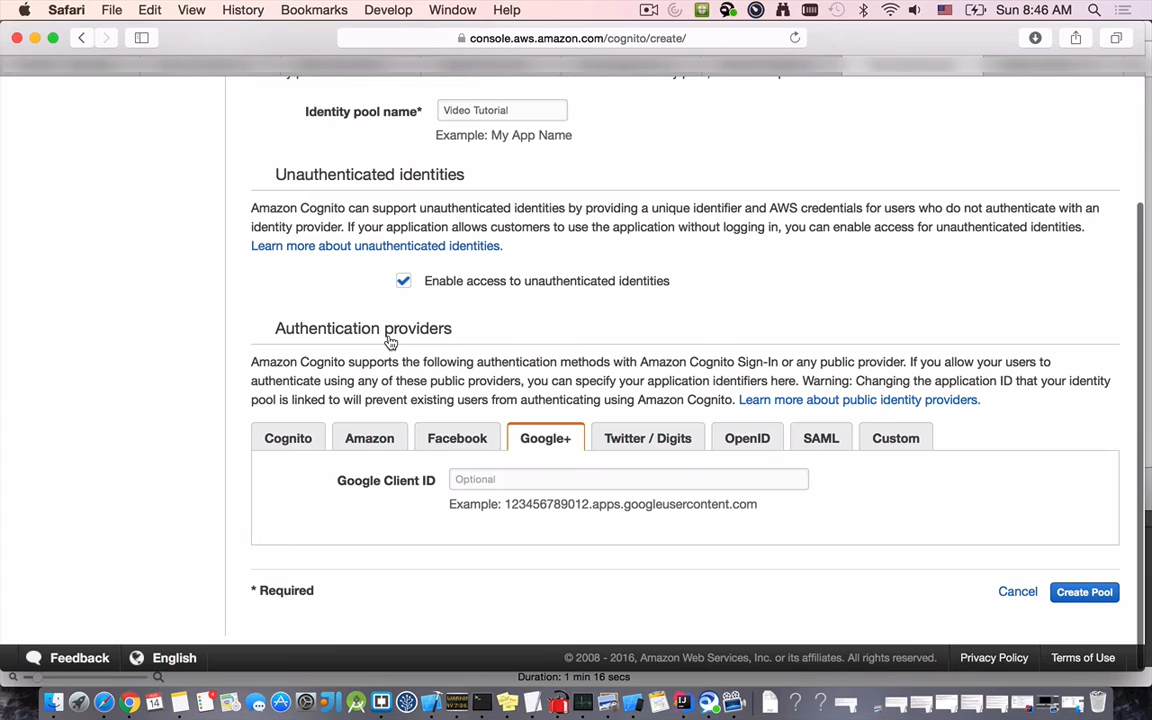 Safari File Edit View History Bookmarks Develop Window Help Sun 8:46 AM
console.aws.amazon.com/cognito/create/
Identity pool name* Video Tutorial
Example: My App Name
Unauthenticated identities
Amazon Cognito can support unauthenticated identities by providing a unique identifier and AWS credentials for users who do not authenticate with an
identity provider. If your application allows customers to use the application without logging in, you can enable access for unauthenticated identities.
Learn more about unauthenticated identities.
Enable access to unauthenticated identities
Authentication providers
Amazon Cognito supports the following authentication methods with Amazon Cognito Sign-In or any public provider. If you allow your users to
authenticate using any of these public providers, you can specify your application identifiers here. Warning: Changing the application ID that your identity
pool is linked to will prevent existing users from authenticating using Amazon Cognito. Learn more about public identity providers.
Cognito Amazon Facebook Google+ Twitter / Digits OpenID SAML Custom
Google Client ID Optional
Example: 123456789012.apps.googleusercontent.com
* Required Cancel Create Pool
Feedback English © 2008 - 2016, Amazon Web Services, Inc. or its affiliates. All rights reserved. Privacy Policy Terms of Use
Duration: 1 min 16 secs